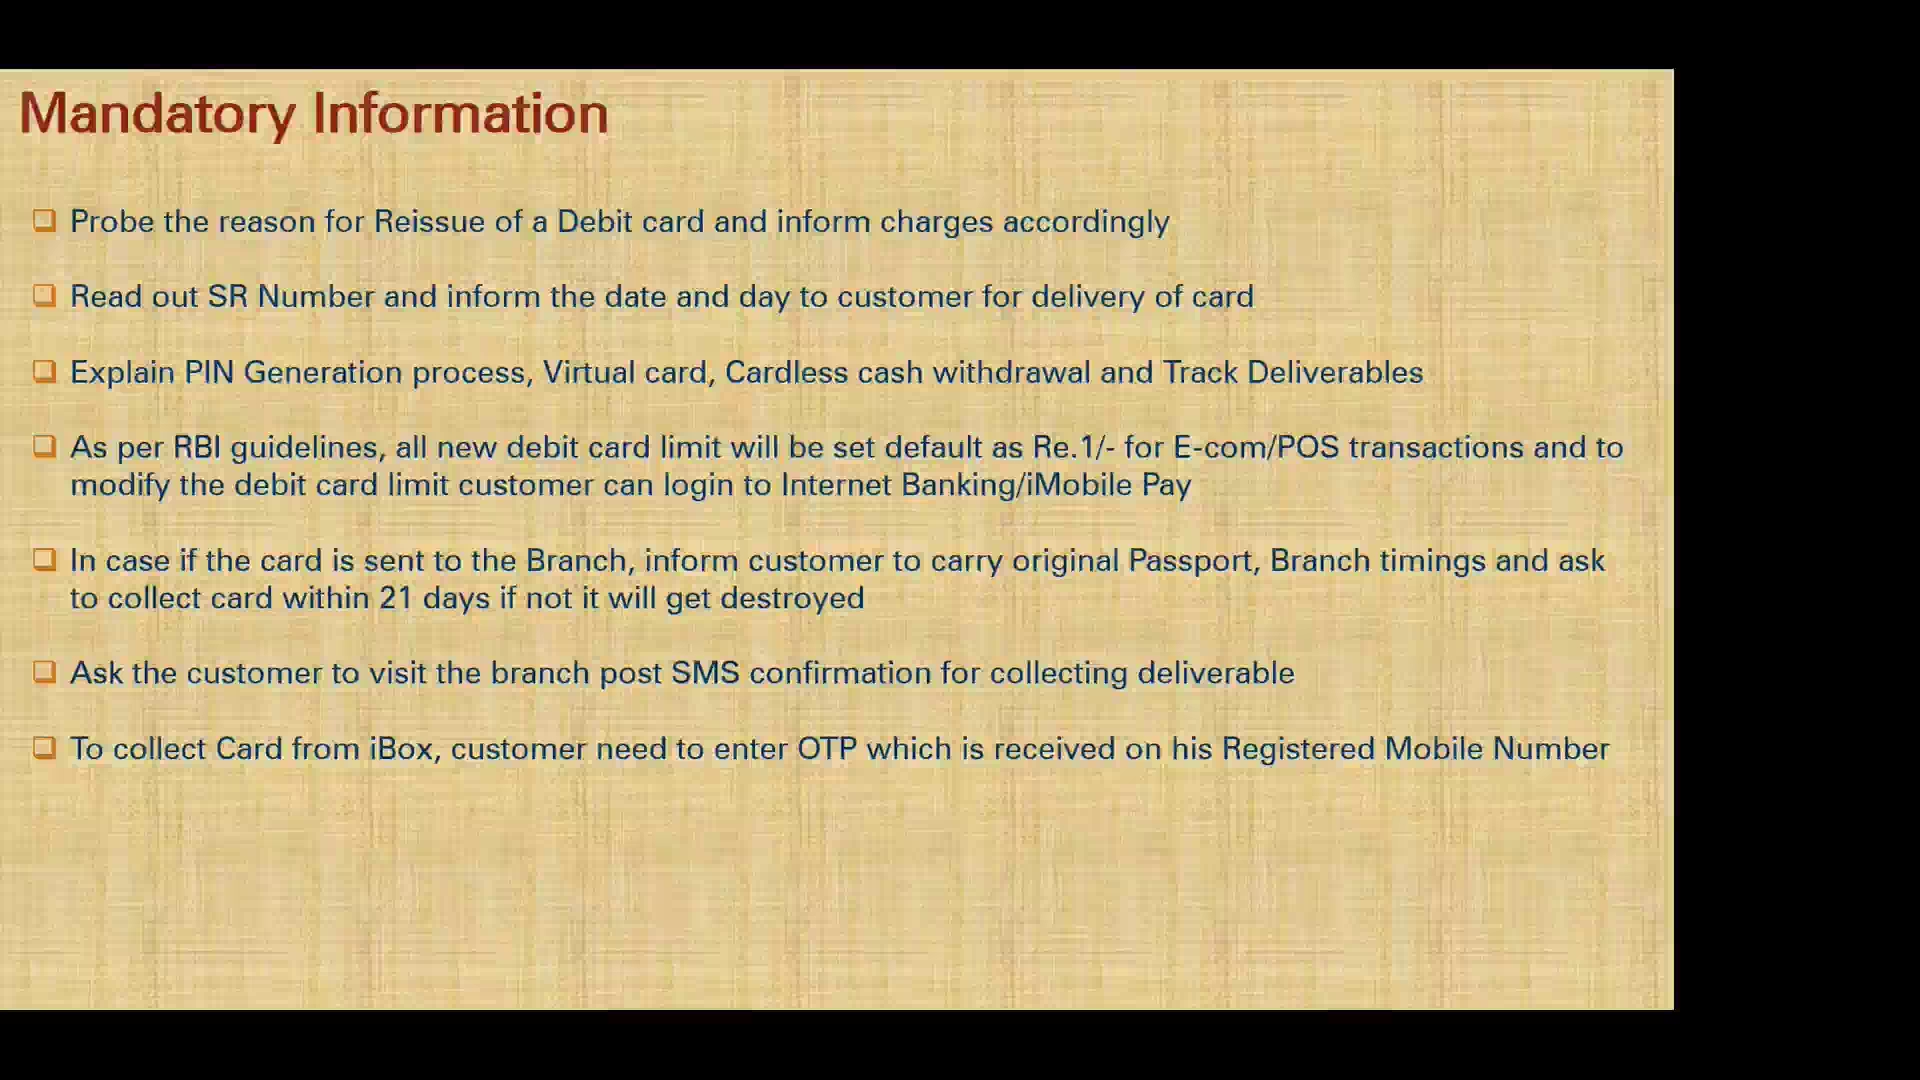 Mandatory Information
Probe the reason for Reissue of a Debit card and inform charges accordingly
Read out SR Number and inform the date and day to customer for delivery of card
Explain PIN Generation process, Virtual card, Cardless cash withdrawal and Track Deliverables
As per RBI guidelines, all new debit card limit will be set default as Re.1/- for E-com/POS transactions and to
modify the debit card limit customer can login to Internet Banking/iMobile Pay
In case if the card is sent to the Branch, inform customer to carry original Passport, Branch timings and ask
to collect card within 21 days if not it will get destroyed
Ask the customer to visit the branch post SMS confirmation for collecting deliverable
To collect Card from iBox, customer need to enter OTP which is received on his Registered Mobile Number